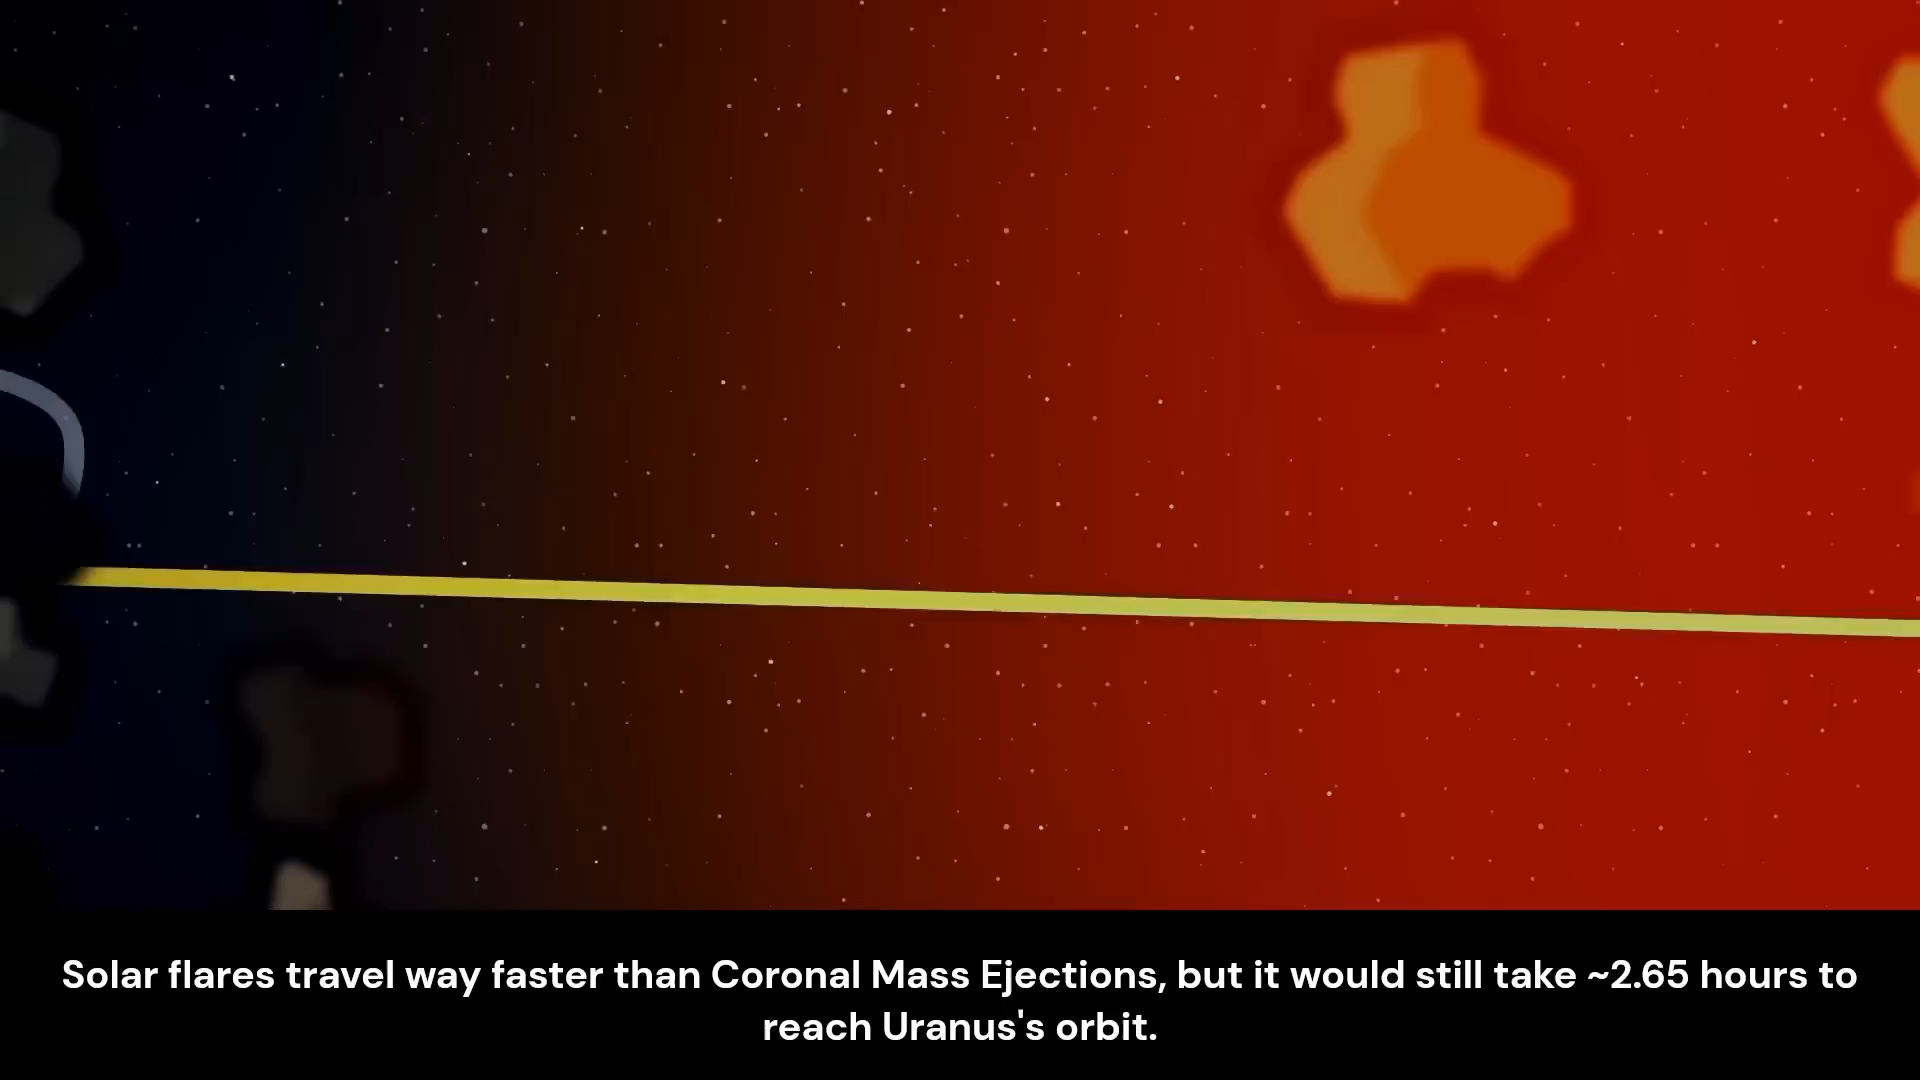 Solar flares travel way faster than Coronal Mass Ejections, but it would still take ~2.65 hours to
reach Uranus's orbit.